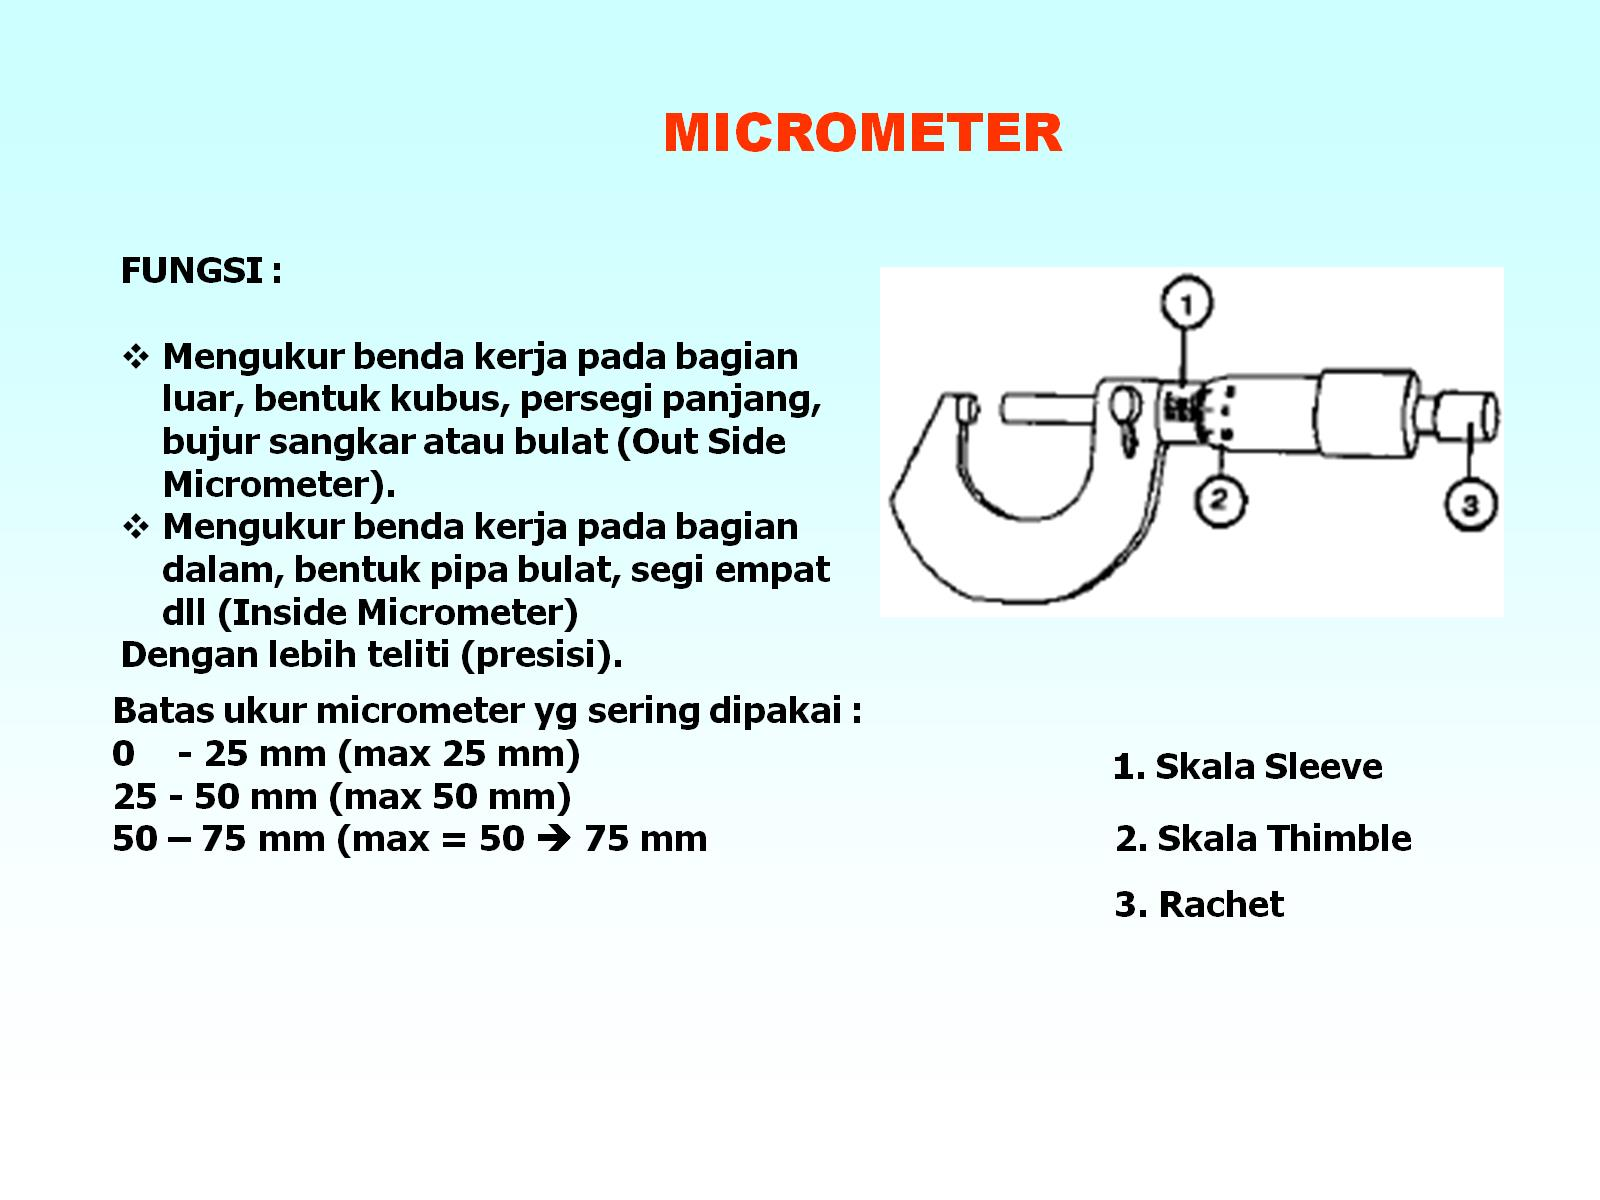 MICROMETER
FUNGSI :
❖ Mengukur benda kerja pada bagian
luar, bentuk kubus, persegi panjang,
bujur sangkar atau bulat (Out Side
Micrometer).
❖ Mengukur benda kerja pada bagian
dalam, bentuk pipa bulat, segi empat
dll (Inside Micrometer)
Dengan lebih teliti (presisi).
Batas ukur micrometer yg sering dipakai :
0 - 25 mm (max 25 mm)
25 - 50 mm (max 50 mm)
50 – 75 mm (max = 50 ➔ 75 mm
1
2
3
1. Skala Sleeve
2. Skala Thimble
3. Rachet